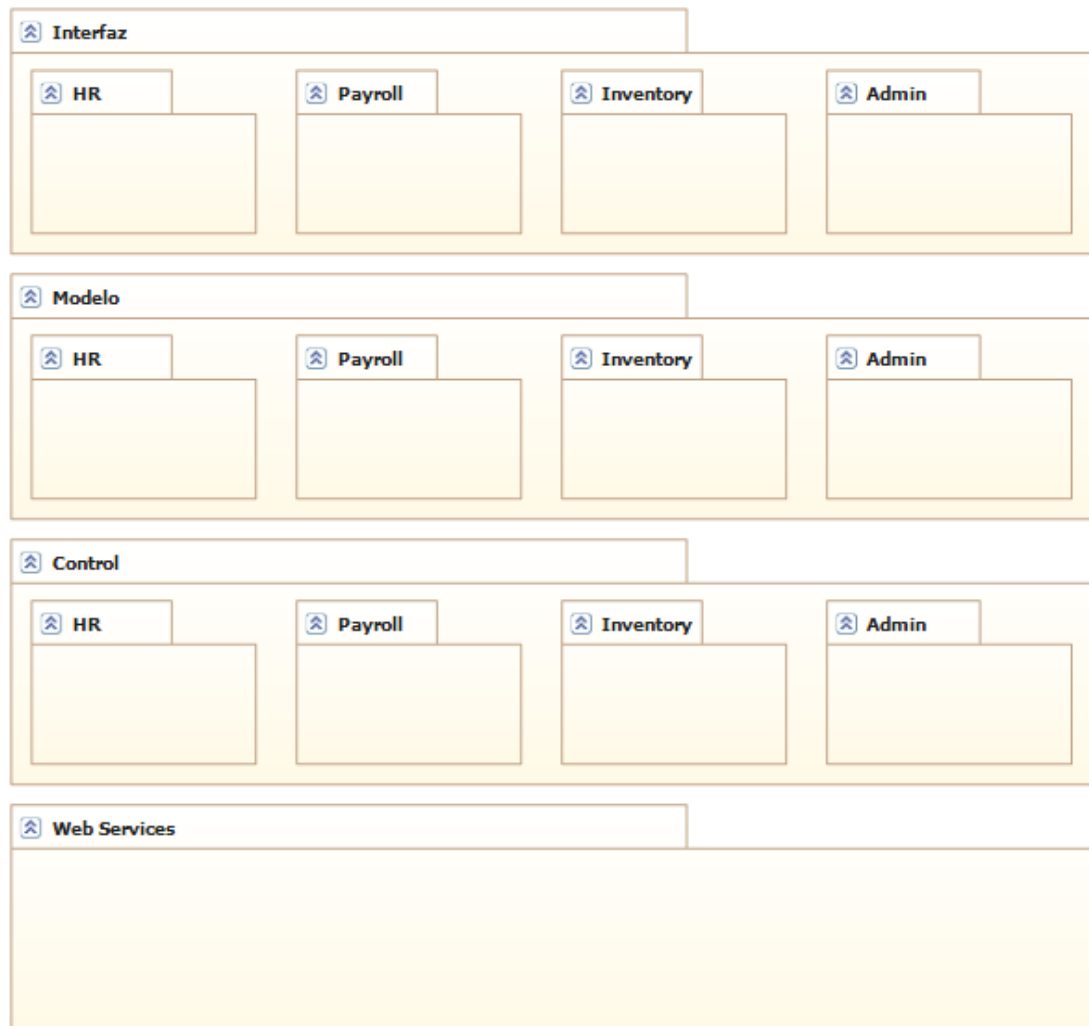 Interfaz
HR Payroll Inventory Admin
Modelo
HR Payroll Inventory Admin
Control
HR Payroll Inventory Admin
Web Services